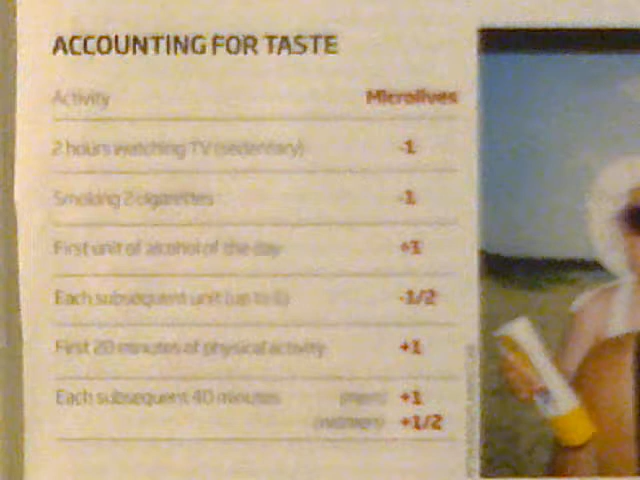 ACCOUNTING FOR TASTE
Activity Microlives
2 hours watching TV (sedentary) -1
Smoking 2 cigarettes -1
First unit of alcohol of the day +1
Each subsequent unit (up to 6) -1/2
First 20 minutes of physical activity +1
Each subsequent 40 minutes (men) +1
(women) +1/2